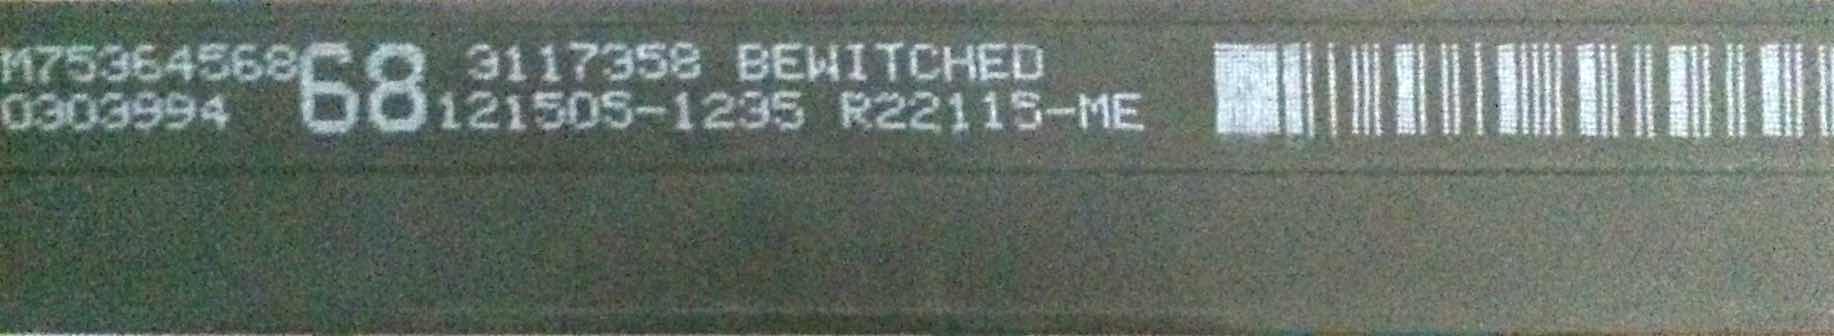 M75364568 68 3117358 BEWITCHED
0303994 121505-1235 R22115-ME